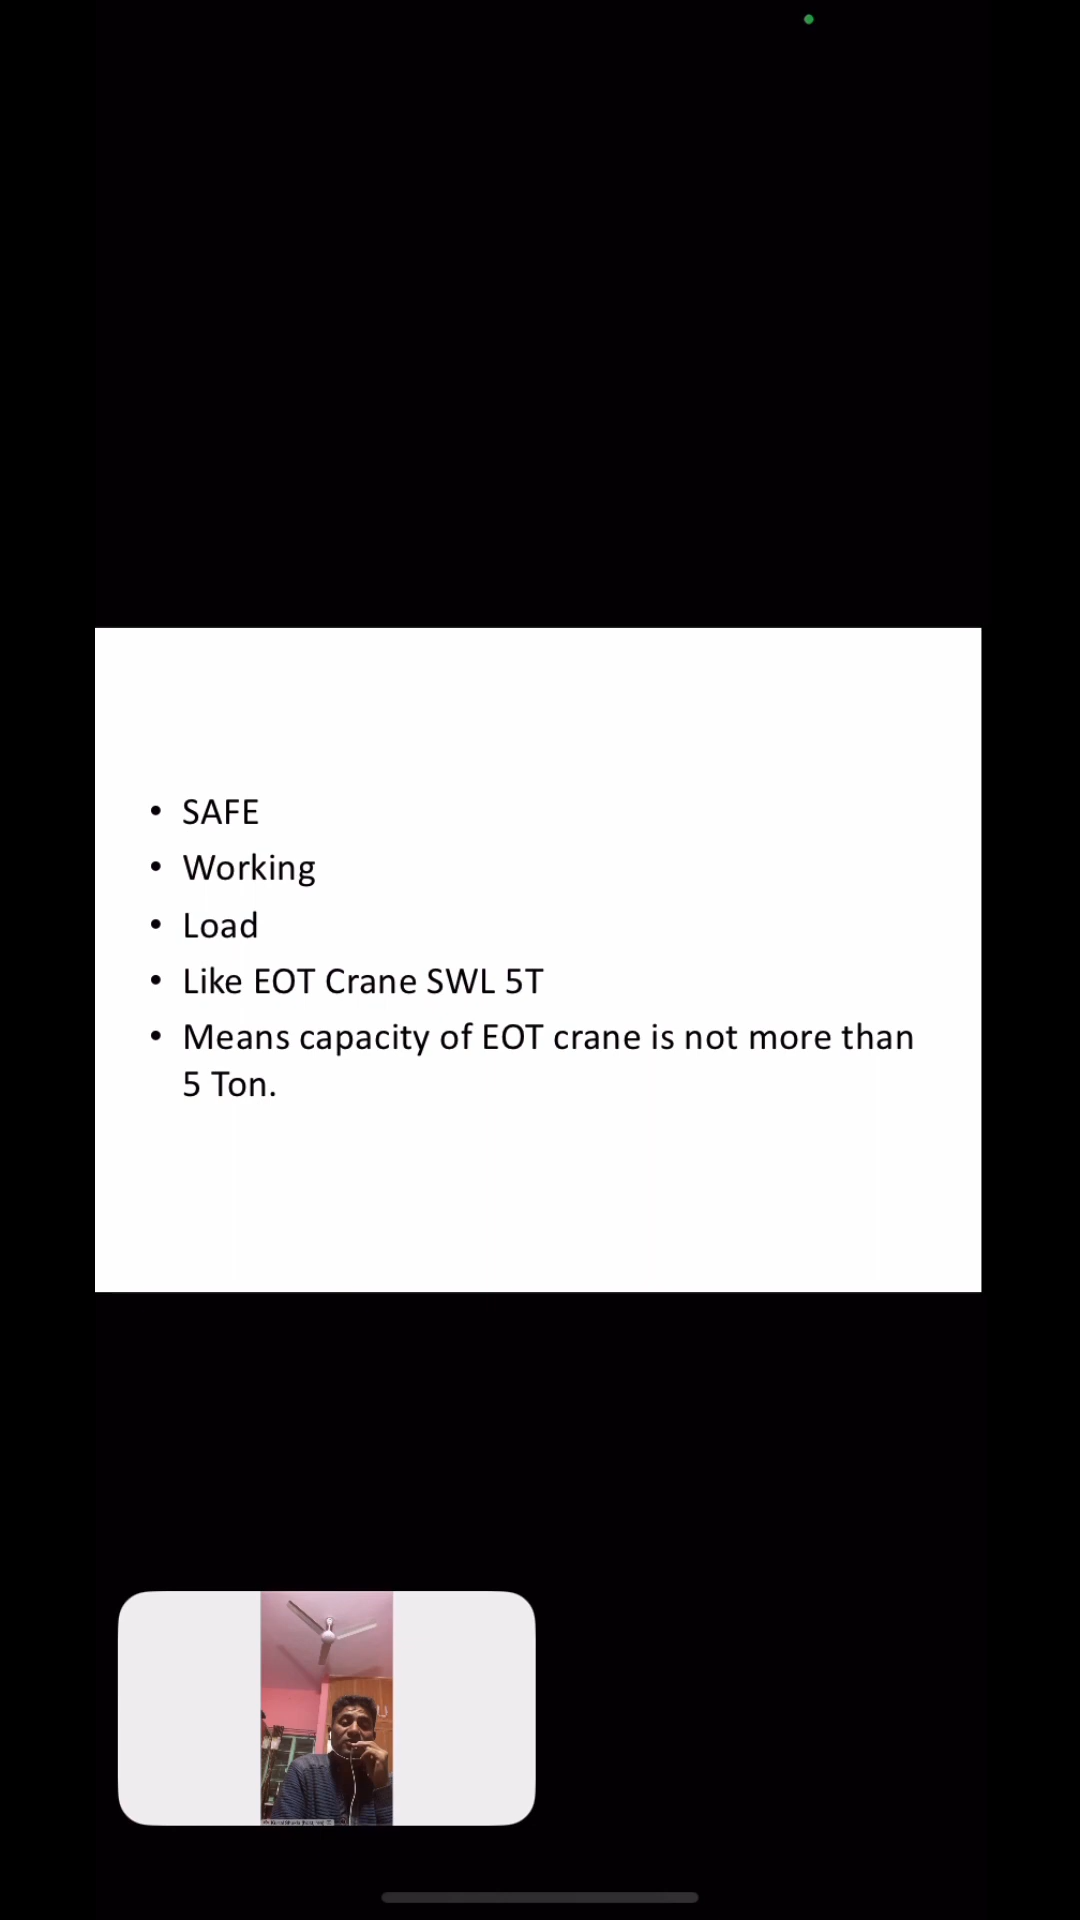 • SAFE
• Working
• Load
• Like EOT Crane SWL 5T
• Means capacity of EOT crane is not more than
5 Ton.